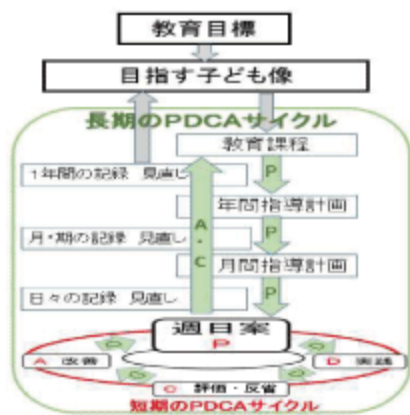 教育目標
目指す子ども像
長期のPDCAサイクル
教育課程
P
1年間の記録 見直し
年間指導計画
P
月・期の記録 見直し
A・C
月間指導計画
P
日々の記録 見直し
週日案
P
A 改善
D 実践
C 評価・反省
短期のPDCAサイクル